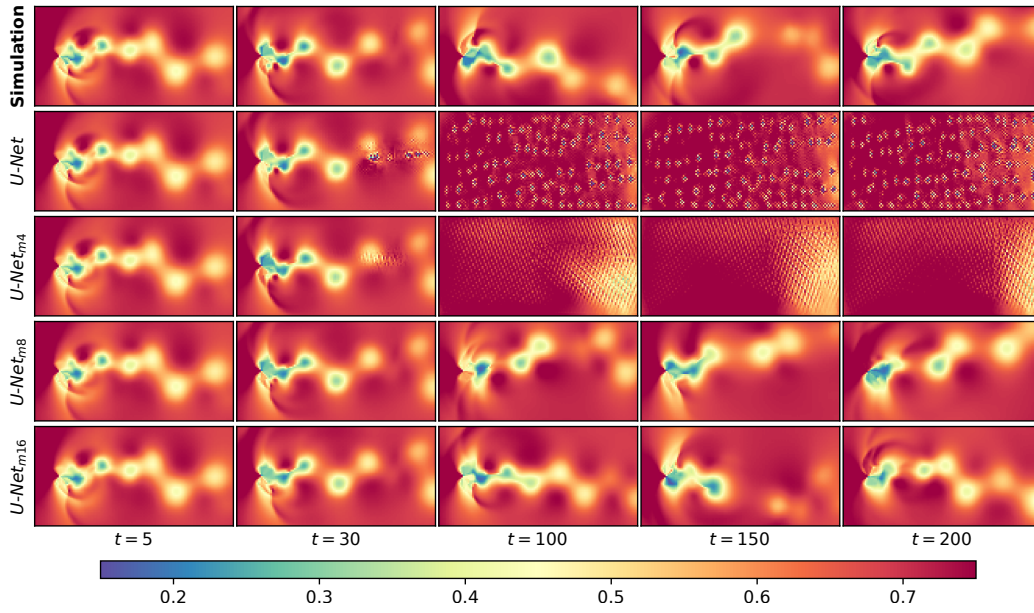 Simulation
U-Net
U-Net_m4
U-Net_m8
U-Net_m16
t = 5 t = 30 t = 100 t = 150 t = 200
0.2 0.3 0.4 0.5 0.6 0.7